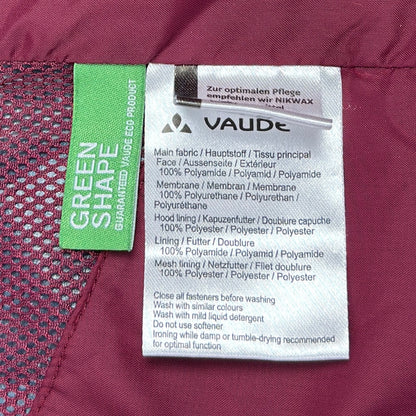 GREEN
SHAPE
GUARANTEED VAUDE ECO PRODUCT
Zur optimalen Pflege
empfehlen wir NIKWAX
VAUDE
Main fabric / Hauptstoff / Tissu principal
Face / Aussenseite / Extérieur
100% Polyamide / Polyamid / Polyamide
Membrane / Membran / Membrane
100% Polyurethane / Polyurethan /
Polyuréthane
Hood lining / Kapuzenfutter / Doublure capuche
100% Polyester / Polyester / Polyester
Lining / Futter / Doublure
100% Polyamide / Polyamid / Polyamide
Mesh lining / Netzfutter / Filet doublure
100% Polyester / Polyester / Polyester
Close all fasteners before washing
Wash with similar colours
Wash with mild liquid detergent
Do not use softener
Ironing while damp or tumble-drying recommended
for optimal function